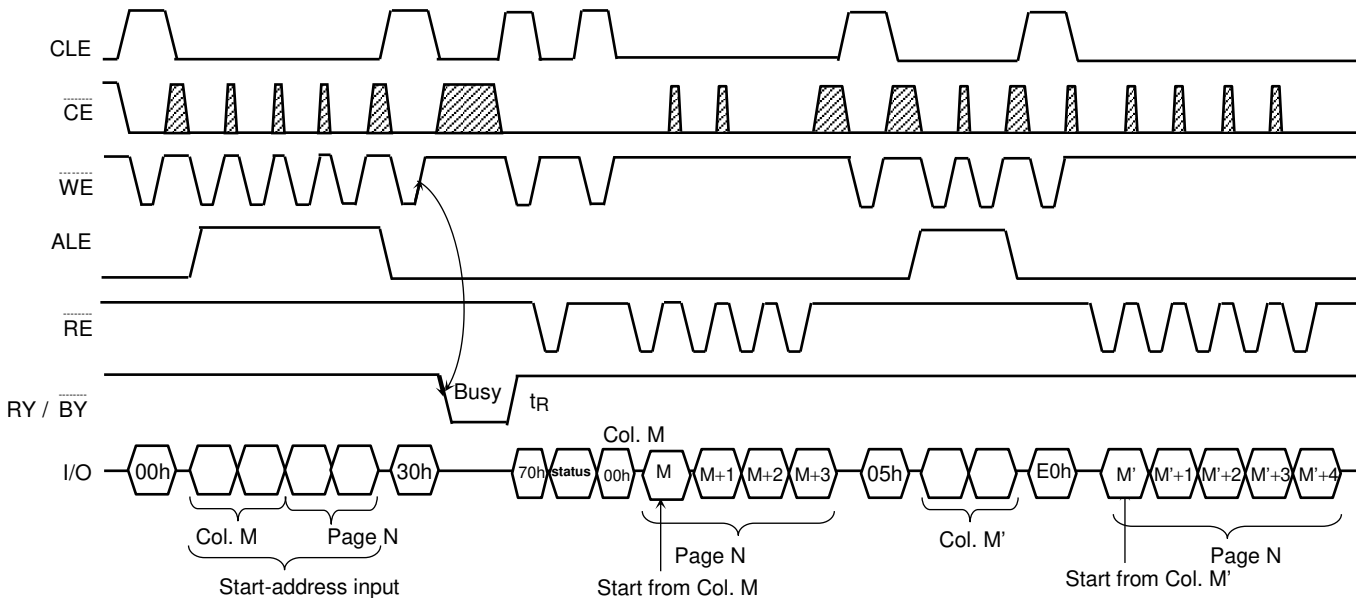 CLE
CE
WE
ALE
RE
RY / BY
Busy
tR
Col. M
I/O
00h
30h
70h
status
00h
M
M+1
M+2
M+3
05h
E0h
M'
M'+1
M'+2
M'+3
M'+4
Col. M
Page N
Start-address input
Page N
Start from Col. M
Col. M'
Page N
Start from Col. M'